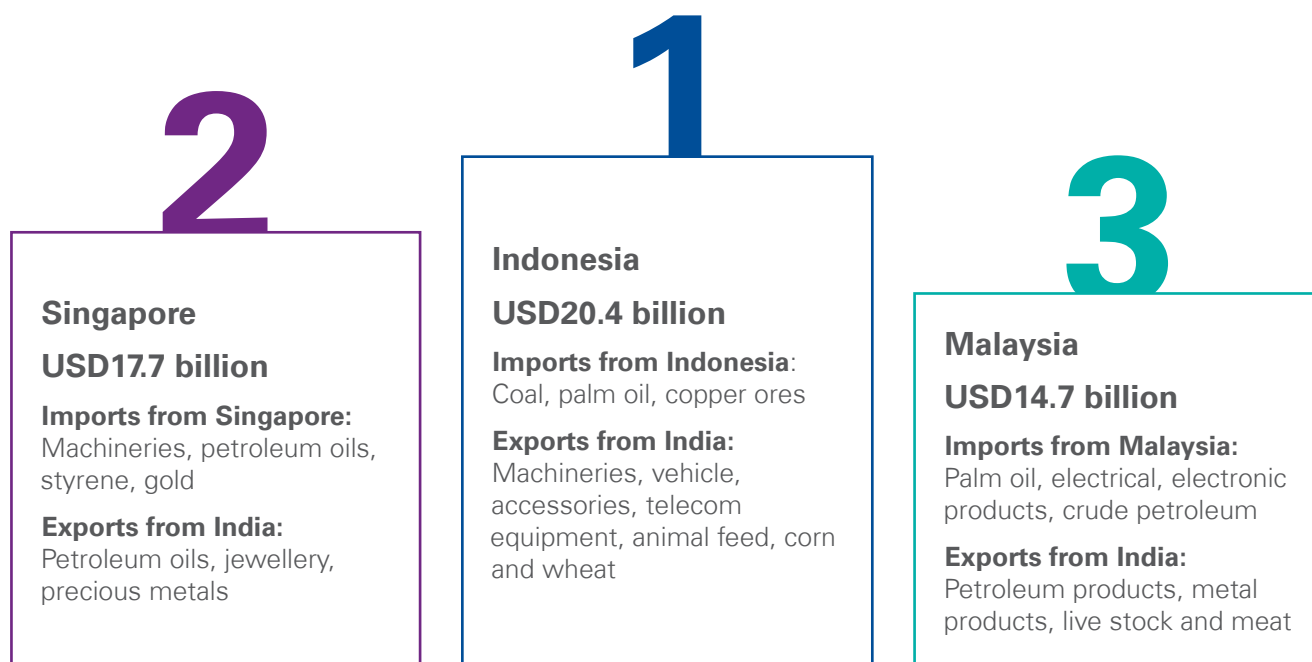 2
Singapore
USD17.7 billion
Imports from Singapore:
Machineries, petroleum oils,
styrene, gold
Exports from India:
Petroleum oils, jewellery,
precious metals
1
Indonesia
USD20.4 billion
Imports from Indonesia:
Coal, palm oil, copper ores
Exports from India:
Machineries, vehicle,
accessories, telecom
equipment, animal feed, corn
and wheat
3
Malaysia
USD14.7 billion
Imports from Malaysia:
Palm oil, electrical, electronic
products, crude petroleum
Exports from India:
Petroleum products, metal
products, live stock and meat